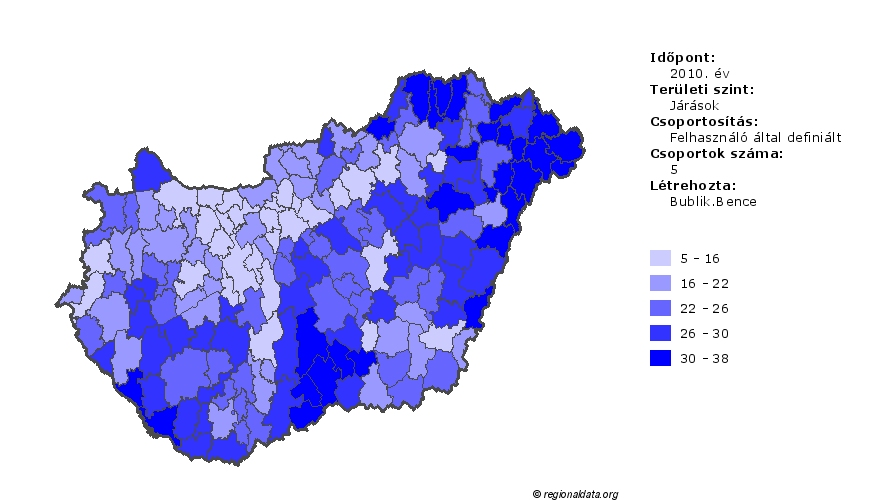 Időpont:
2010. év
Területi szint:
Járások
Csoportosítás:
Felhasználó által definiált
Csoportok száma:
5
Létrehozta:
Bublik.Bence
5 – 16
16 – 22
22 – 26
26 – 30
30 – 38
© regionaldata.org